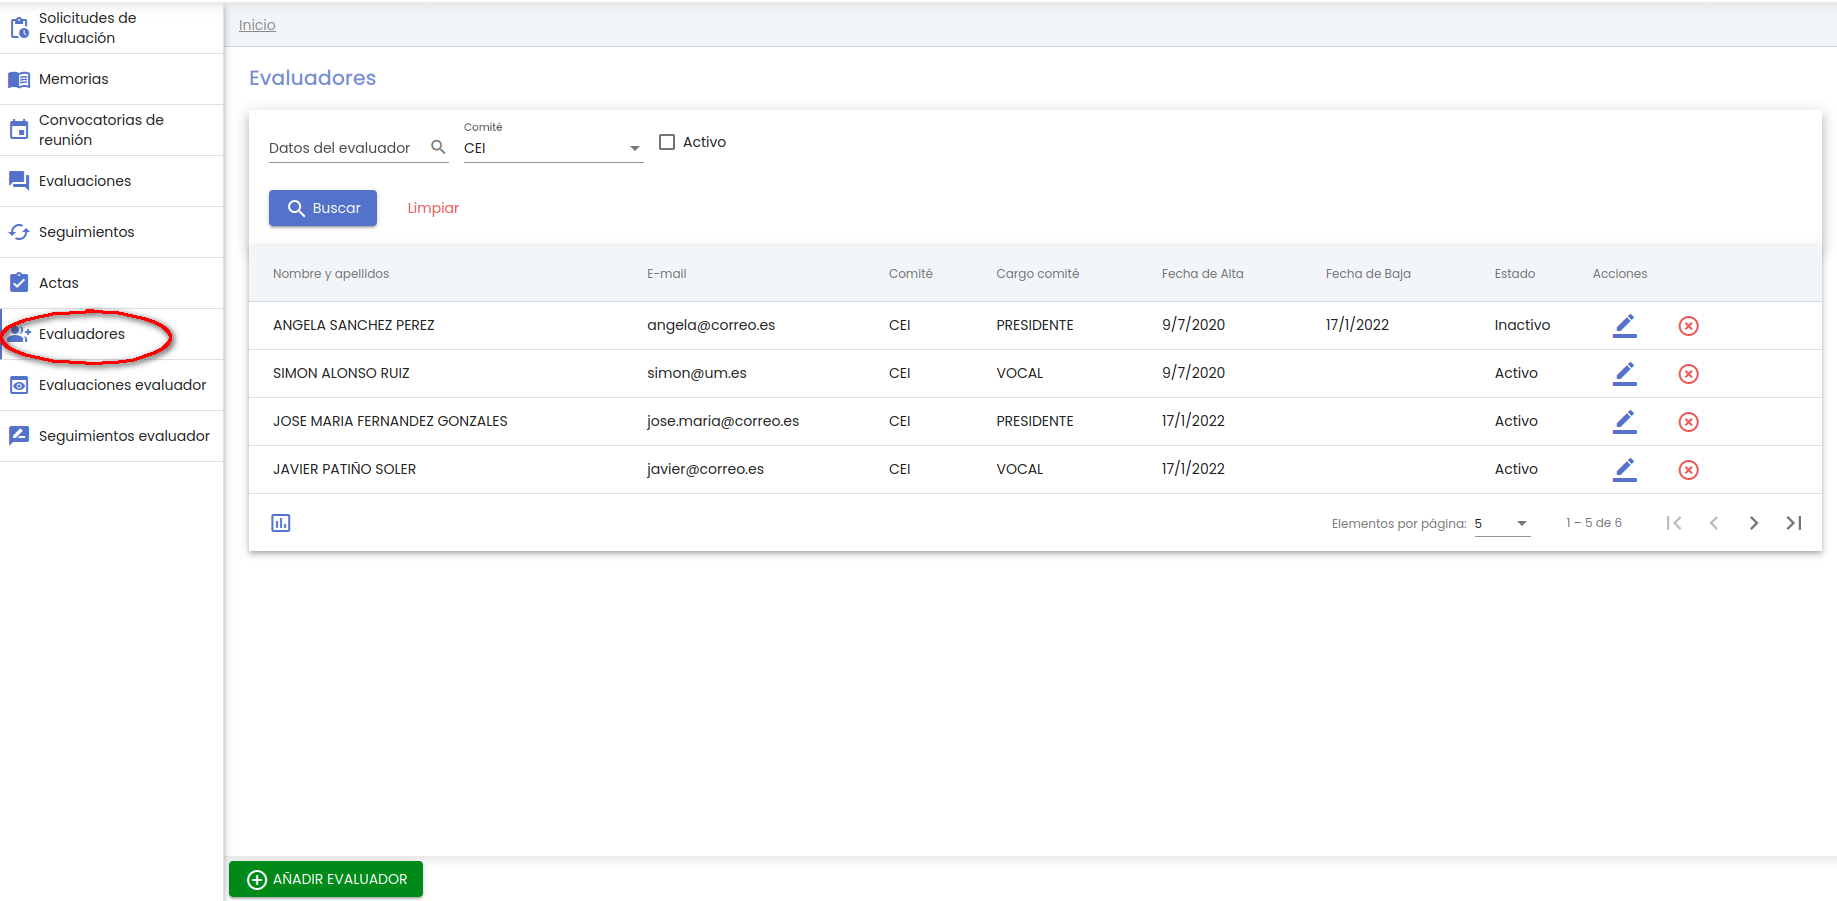 Solicitudes de
Evaluación
Memorias
Convocatorias de
reunión
Evaluaciones
Seguimientos
Actas
Evaluadores
Evaluaciones evaluador
Seguimientos evaluador
Inicio
Evaluadores
Comité
Datos del evaluador CEI Activo
Buscar Limpiar
Nombre y apellidos E-mail Comité Cargo comité Fecha de Alta Fecha de Baja Estado Acciones
ANGELA SANCHEZ PEREZ angela@correo.es CEI PRESIDENTE 9/7/2020 17/1/2022 Inactivo
SIMON ALONSO RUIZ simon@um.es CEI VOCAL 9/7/2020 Activo
JOSE MARIA FERNANDEZ GONZALES jose.maria@correo.es CEI PRESIDENTE 17/1/2022 Activo
JAVIER PATIÑO SOLER javier@correo.es CEI VOCAL 17/1/2022 Activo
Elementos por página: 5 1 – 5 de 6
AÑADIR EVALUADOR